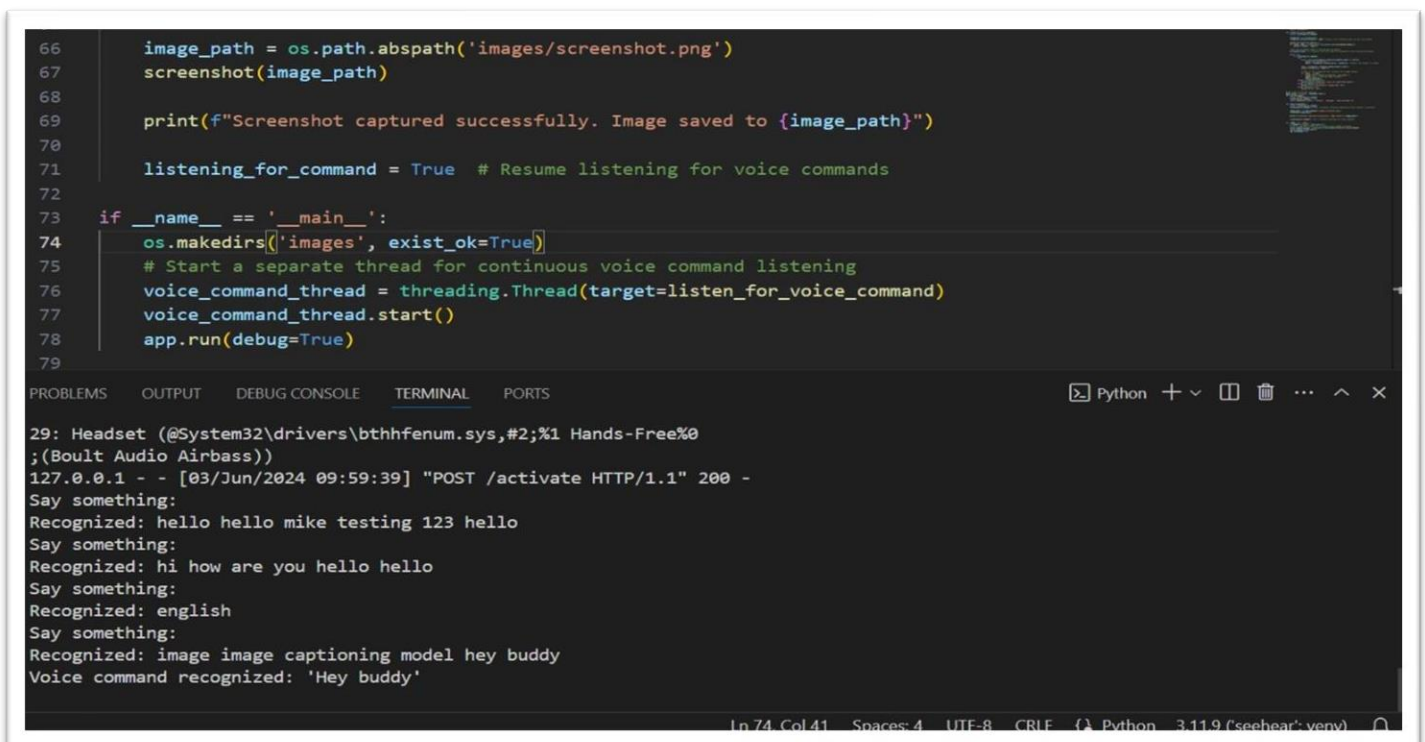 66 image_path = os.path.abspath('images/screenshot.png')
67 screenshot(image_path)
68
69 print(f"Screenshot captured successfully. Image saved to {image_path}")
70
71 listening_for_command = True  # Resume listening for voice commands
72
73 if __name__ == '__main__':
74 os.makedirs('images', exist_ok=True)
75 # Start a separate thread for continuous voice command listening
76 voice_command_thread = threading.Thread(target=listen_for_voice_command)
77 voice_command_thread.start()
78 app.run(debug=True)
79
PROBLEMS OUTPUT DEBUG CONSOLE TERMINAL PORTS Python
29: Headset (@System32\drivers\bthhfenum.sys,#2;%1 Hands-Free%0
;(Boult Audio Airbass))
127.0.0.1 - - [03/Jun/2024 09:59:39] "POST /activate HTTP/1.1" 200 -
Say something:
Recognized: hello hello mike testing 123 hello
Say something:
Recognized: hi how are you hello hello
Say something:
Recognized: english
Say something:
Recognized: image image captioning model hey buddy
Voice command recognized: 'Hey buddy'
Ln 74, Col 41 Spaces: 4 UTF-8 CRLF Python 3.11.9 ('seehear': venv)